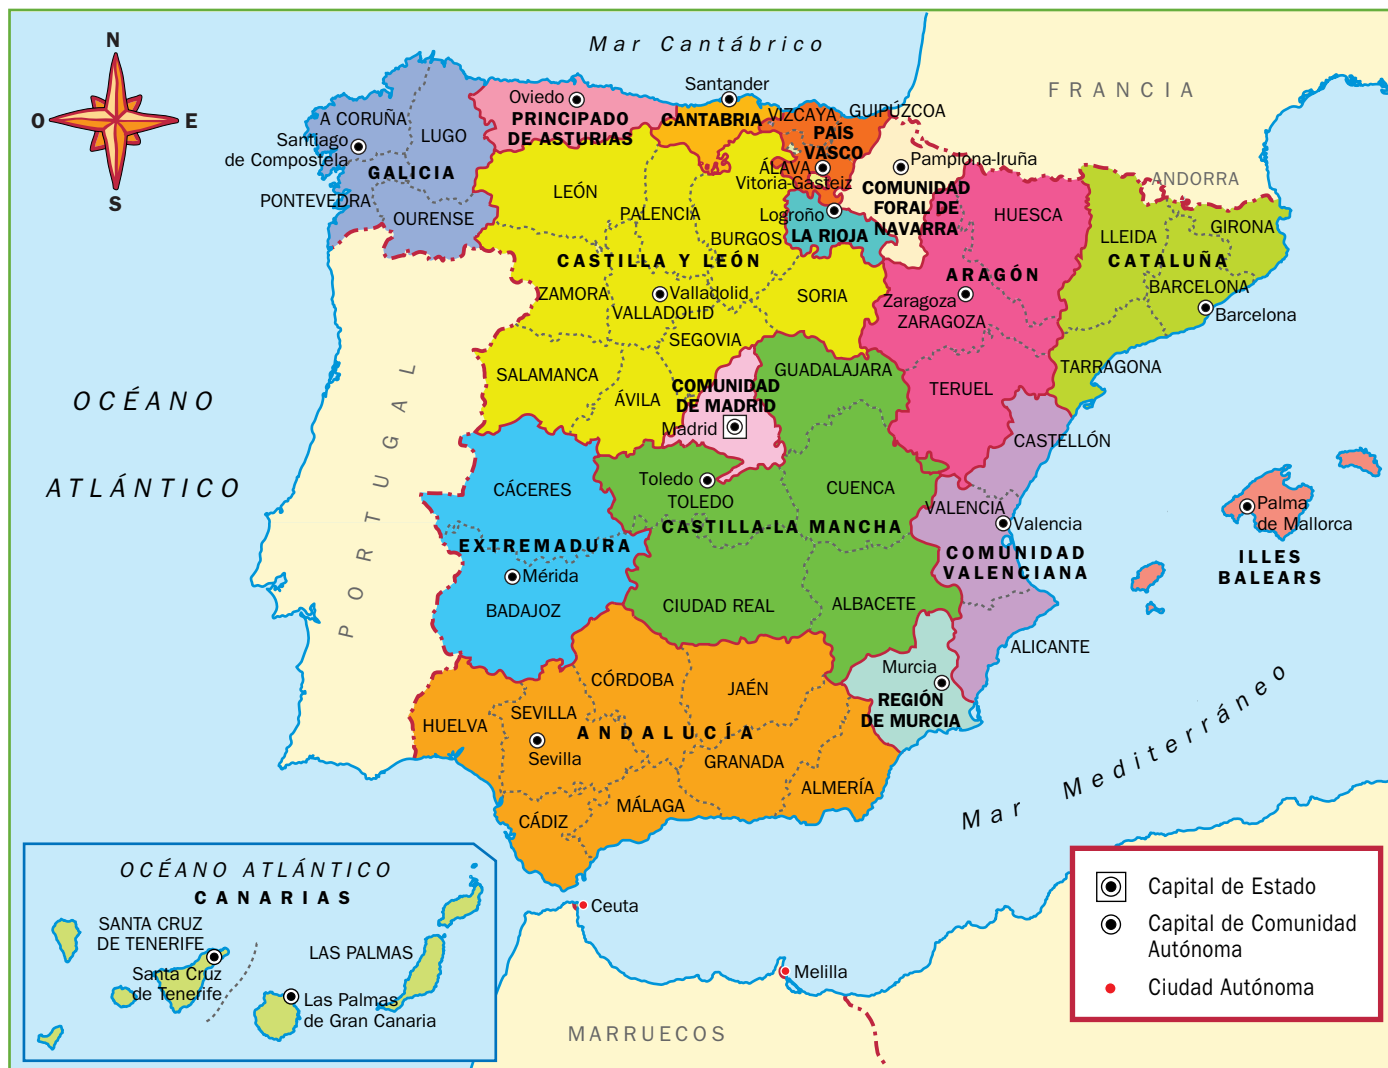 N
O
E
S
Mar Cantábrico
FRANCIA
ANDORRA
OCÉANO
ATLÁNTICO
PORTUGAL
Mar Mediterráneo
MARRUECOS
A CORUÑA
LUGO
Santiago
de Compostela
GALICIA
PONTEVEDRA
OURENSE
Oviedo
PRINCIPADO
DE ASTURIAS
Santander
CANTABRIA
VIZCAYA
GUIPÚZCOA
PAÍS
VASCO
ÁLAVA
Vitoria-Gasteiz
Pamplona-Iruña
COMUNIDAD
FORAL DE
NAVARRA
Logroño
LA RIOJA
HUESCA
ARAGÓN
Zaragoza
ZARAGOZA
TERUEL
LLEIDA
GIRONA
CATALUÑA
BARCELONA
Barcelona
TARRAGONA
LEÓN
PALENCIA
BURGOS
CASTILLA Y LEÓN
ZAMORA
Valladolid
VALLADOLID
SORIA
SEGOVIA
SALAMANCA
ÁVILA
COMUNIDAD
DE MADRID
Madrid
GUADALAJARA
Toledo
TOLEDO
CUENCA
CASTILLA-LA MANCHA
CIUDAD REAL
ALBACETE
CÁCERES
EXTREMADURA
Mérida
BADAJOZ
CASTELLÓN
VALENCIA
Valencia
COMUNIDAD
VALENCIANA
ALICANTE
Palma
de Mallorca
ILLES
BALEARS
Murcia
REGIÓN
DE MURCIA
HUELVA
SEVILLA
Sevilla
CÓRDOBA
JAÉN
ANDALUCÍA
GRANADA
ALMERÍA
MÁLAGA
CÁDIZ
Ceuta
Melilla
OCÉANO ATLÁNTICO
CANARIAS
SANTA CRUZ
DE TENERIFE
Santa Cruz
de Tenerife
LAS PALMAS
Las Palmas
de Gran Canaria
Capital de Estado
Capital de Comunidad
Autónoma
Ciudad Autónoma